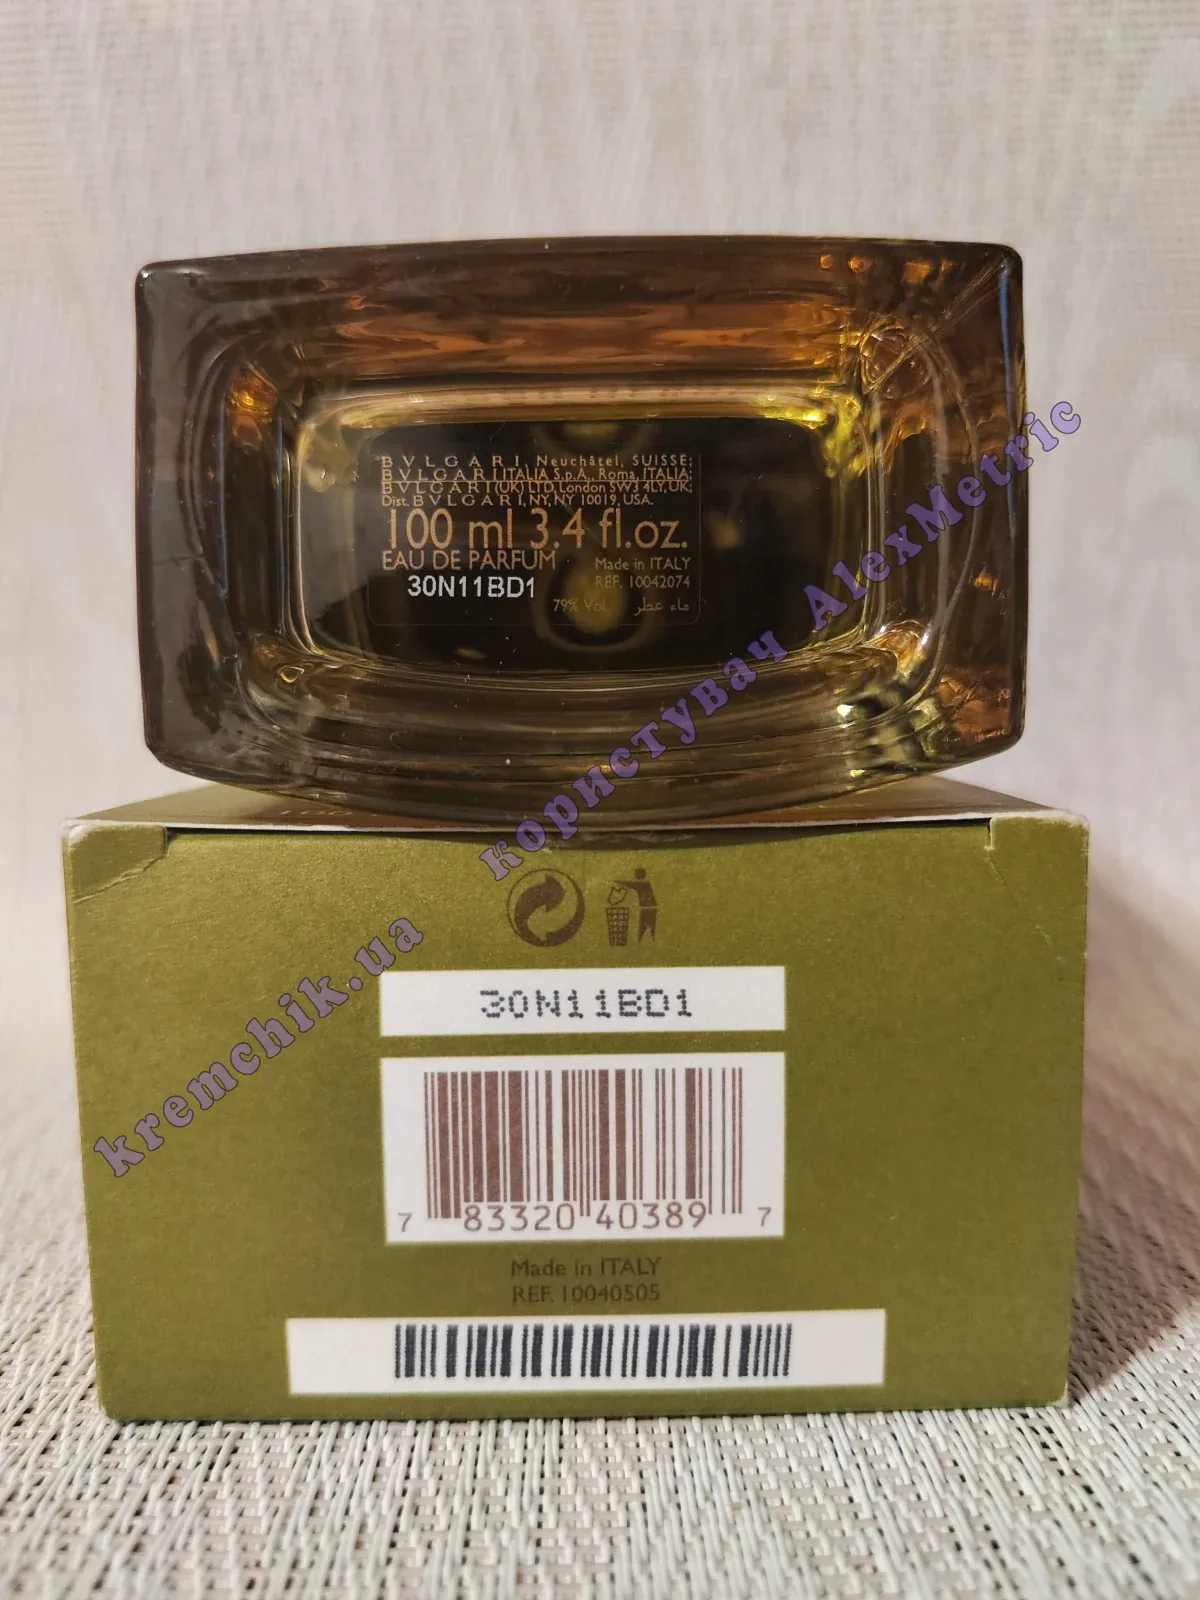 BVLGARI, Neuchâtel, SUISSE;
BVLGARI ITALIA S.p.A., Roma, ITALIA;
BVLGARI (UK) LTD, London SW3 4LY, UK;
Dist. BVLGARI, NY, NY 10019, USA.
100 ml 3.4 fl.oz.
EAU DE PARFUM
Made in ITALY
30N11BD1
REF. 10042074
79% Vol.
ماء عطر
користувач AlexMetric
kremchik.ua
30N11BD1
7 83320 40389 7
Made in ITALY
REF. 10040505